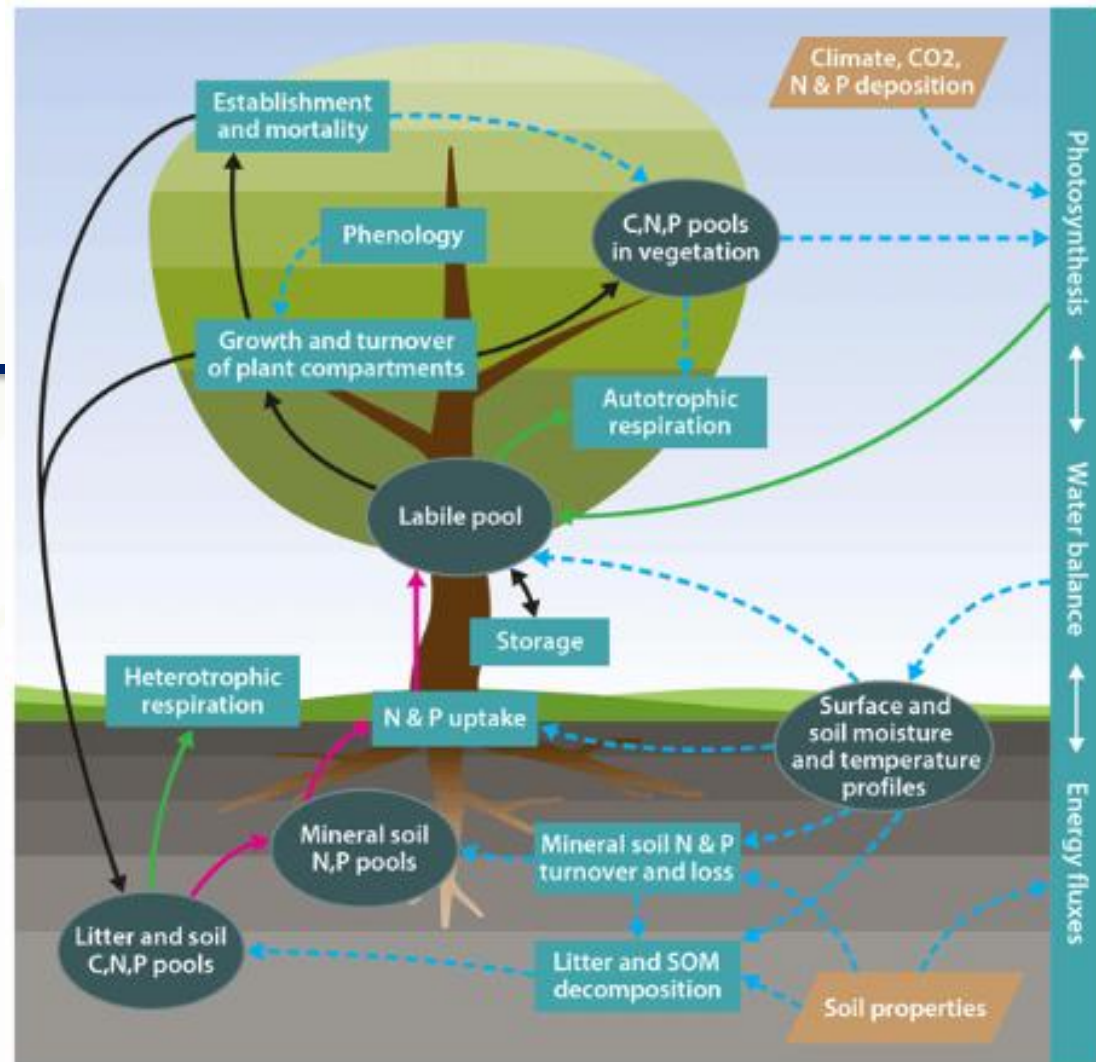 Climate, CO2,
N & P deposition
Establishment
and mortality
Phenology
C,N,P pools
in vegetation
Growth and turnover
of plant compartments
Autotrophic
respiration
Labile pool
Storage
Heterotrophic
respiration
N & P uptake
Surface and
soil moisture
and temperature
profiles
Mineral soil
N,P pools
Mineral soil N & P
turnover and loss
Litter and soil
C,N,P pools
Litter and SOM
decomposition
Soil properties
Photosynthesis
Water balance
Energy fluxes